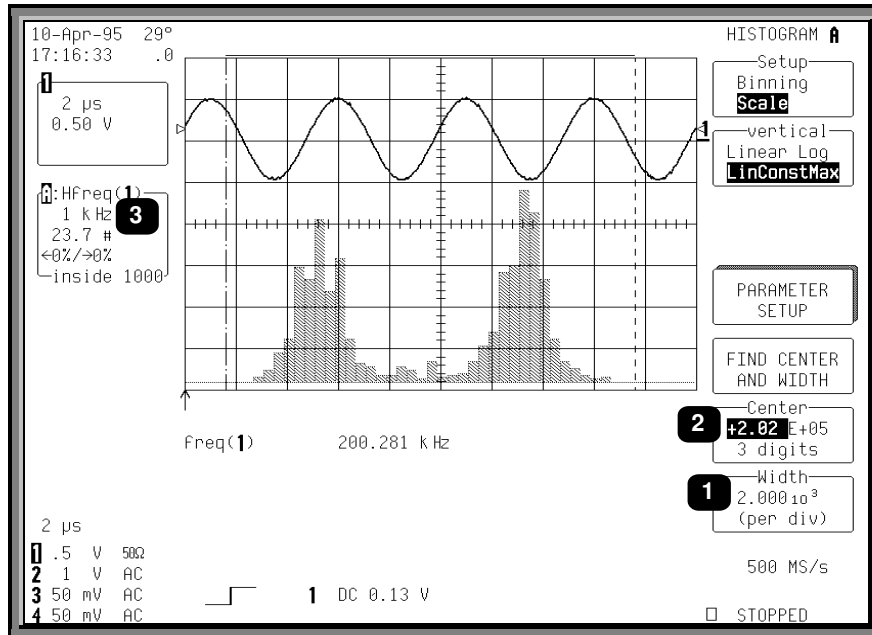 10-Apr-95 29°
17:16:33 .0
1
2 µs
0.50 V
A:Hfreq(1)
1 kHz
3
23.7 #
←0%/→0%
inside 1000
1
freq(1) 200.281 kHz
2 µs
1 .5 V 50Ω
2 1 V AC
3 50 mV AC
4 50 mV AC
1 DC 0.13 V
HISTOGRAM A
Setup
Binning
Scale
vertical
Linear Log
LinConstMax
PARAMETER
SETUP
FIND CENTER
AND WIDTH
Center
2
+2.02 E+05
3 digits
Width
1
2.000 10³
(per div)
500 MS/s
STOPPED